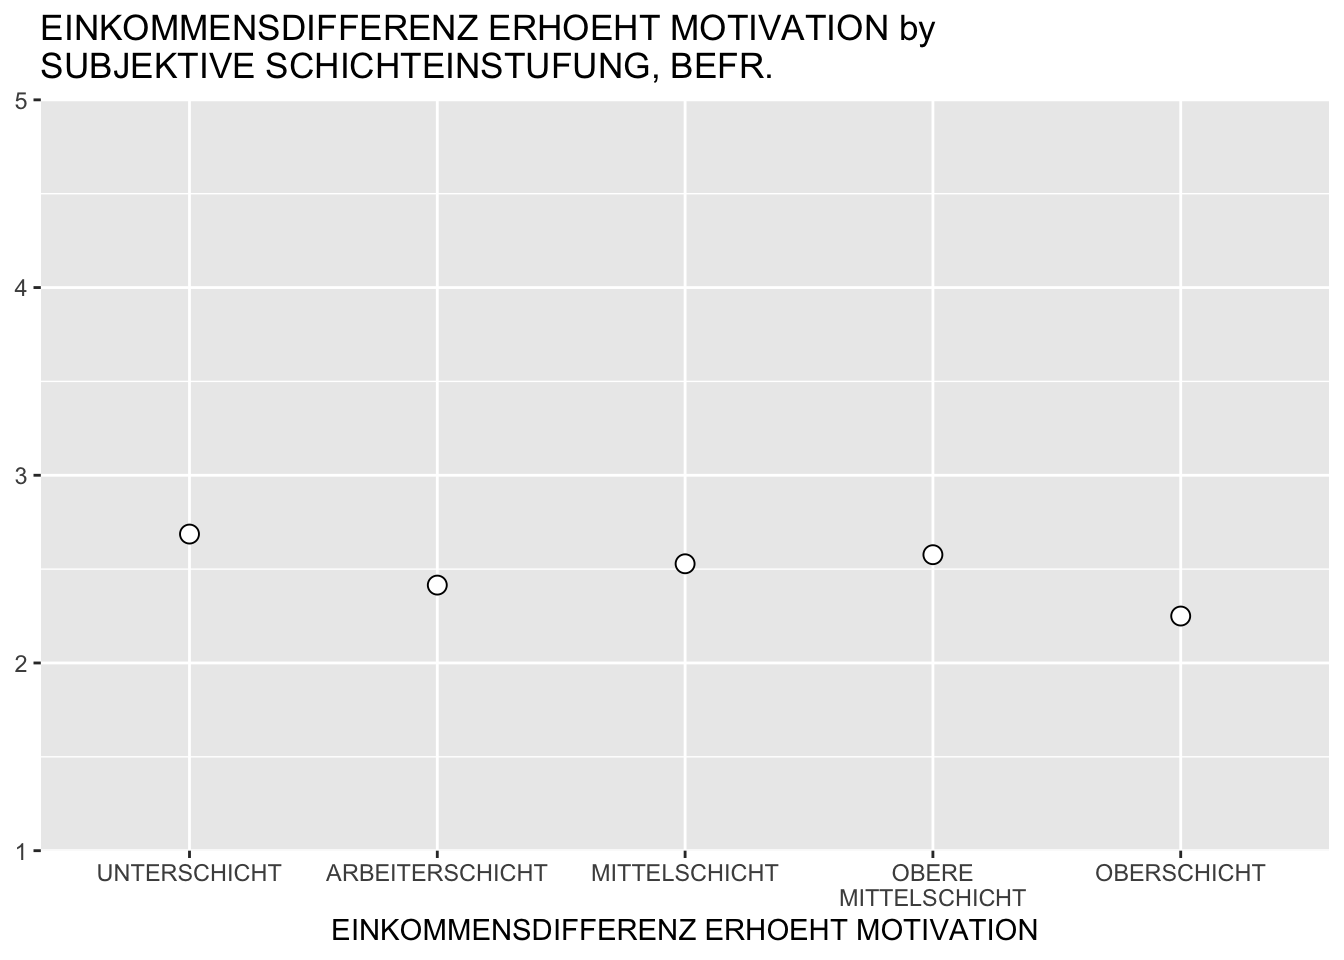 EINKOMMENSDIFFERENZ ERHOEHT MOTIVATION by
SUBJEKTIVE SCHICHTEINSTUFUNG, BEFR.
5
4
3
2
1
UNTERSCHICHT ARBEITERSCHICHT MITTELSCHICHT OBERE MITTELSCHICHT OBERSCHICHT
EINKOMMENSDIFFERENZ ERHOEHT MOTIVATION